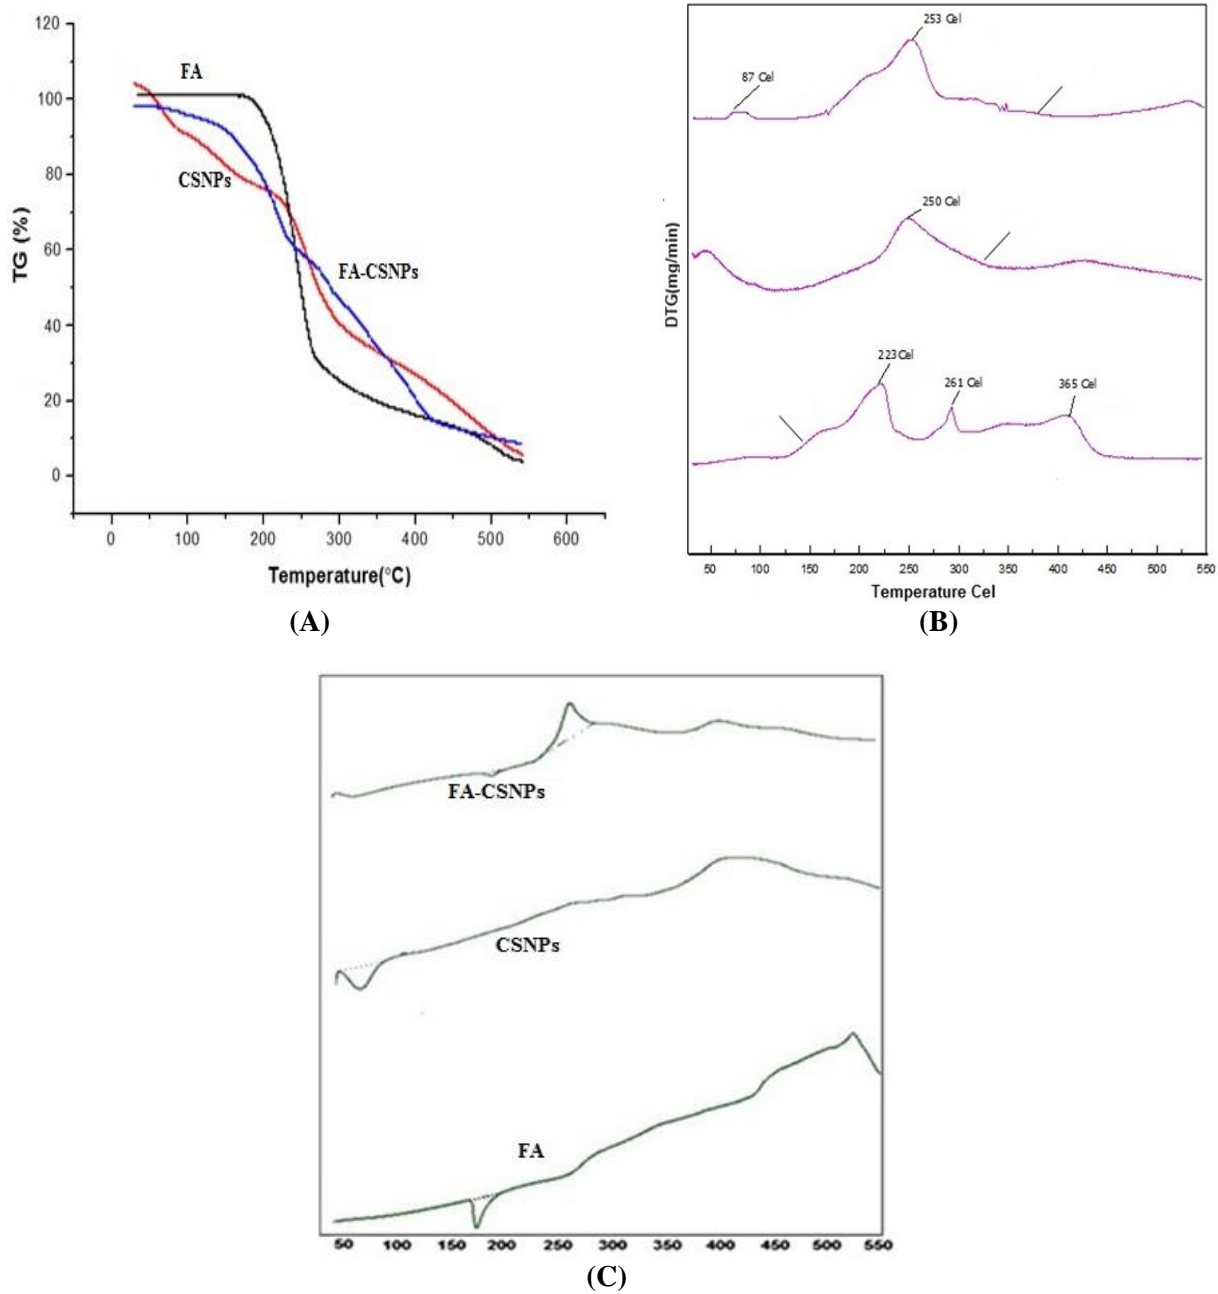 120
100
80
60
40
20
0
TG (%)
FA
CSNPs
FA-CSNPs
0 100 200 300 400 500 600
Temperature(°C)
(A)
253 Cel
87 Cel
250 Cel
223Cel
261 Cel
365 Cel
DTG(mg/min)
50 100 150 200 250 300 350 400 450 500 550
Temperature Cel
(B)
FA-CSNPs
CSNPs
FA
50 100 150 200 250 300 350 400 450 500 550
(C)